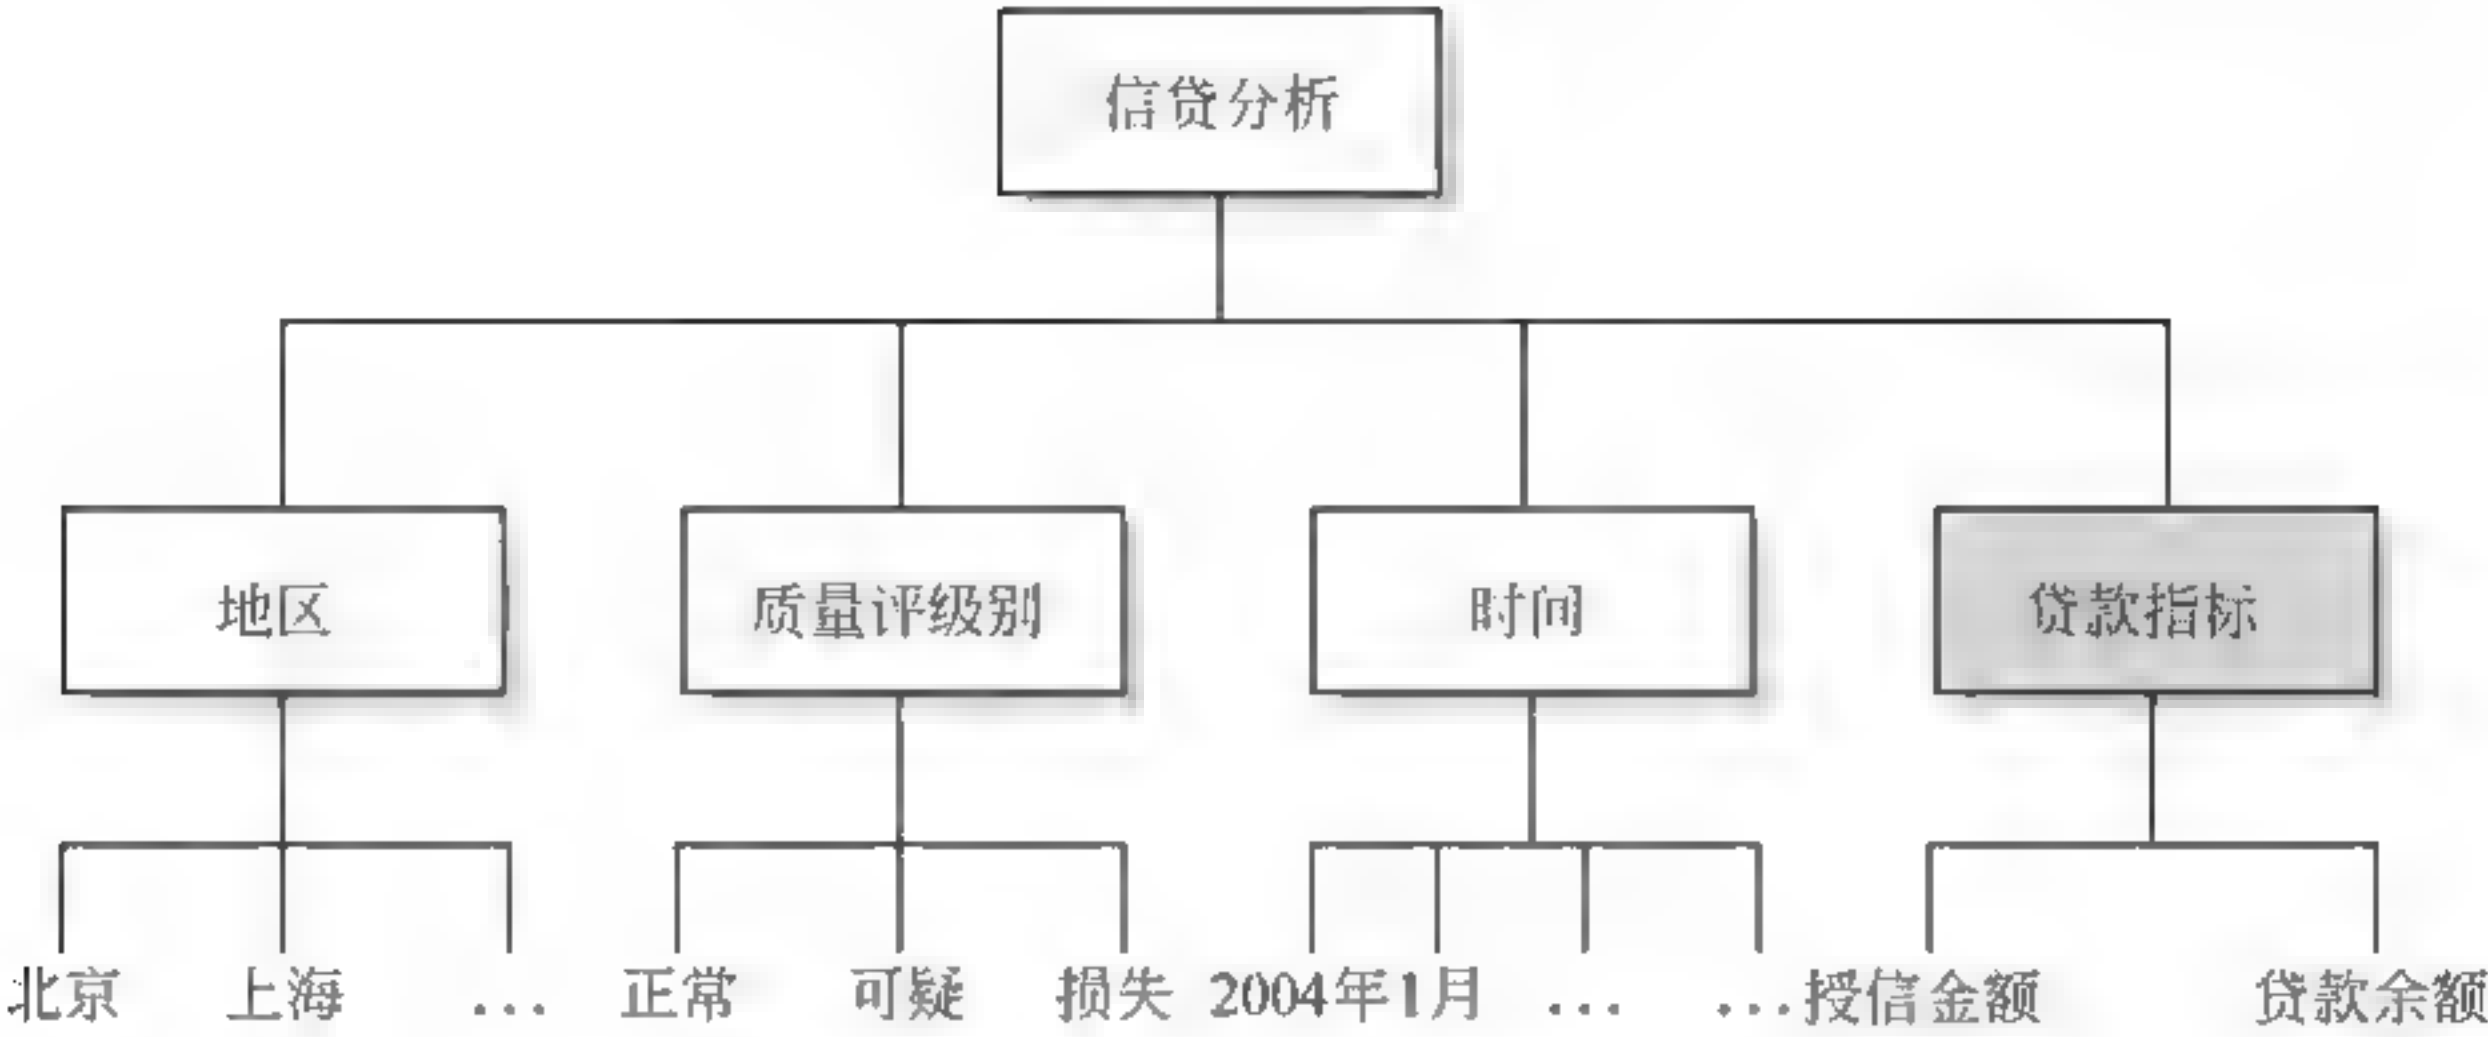 信贷分析
地区 质量评级别 时间 贷款指标
北京 上海 ... 正常 可疑 损失 2004年1月 ... ...授信金额 贷款余额